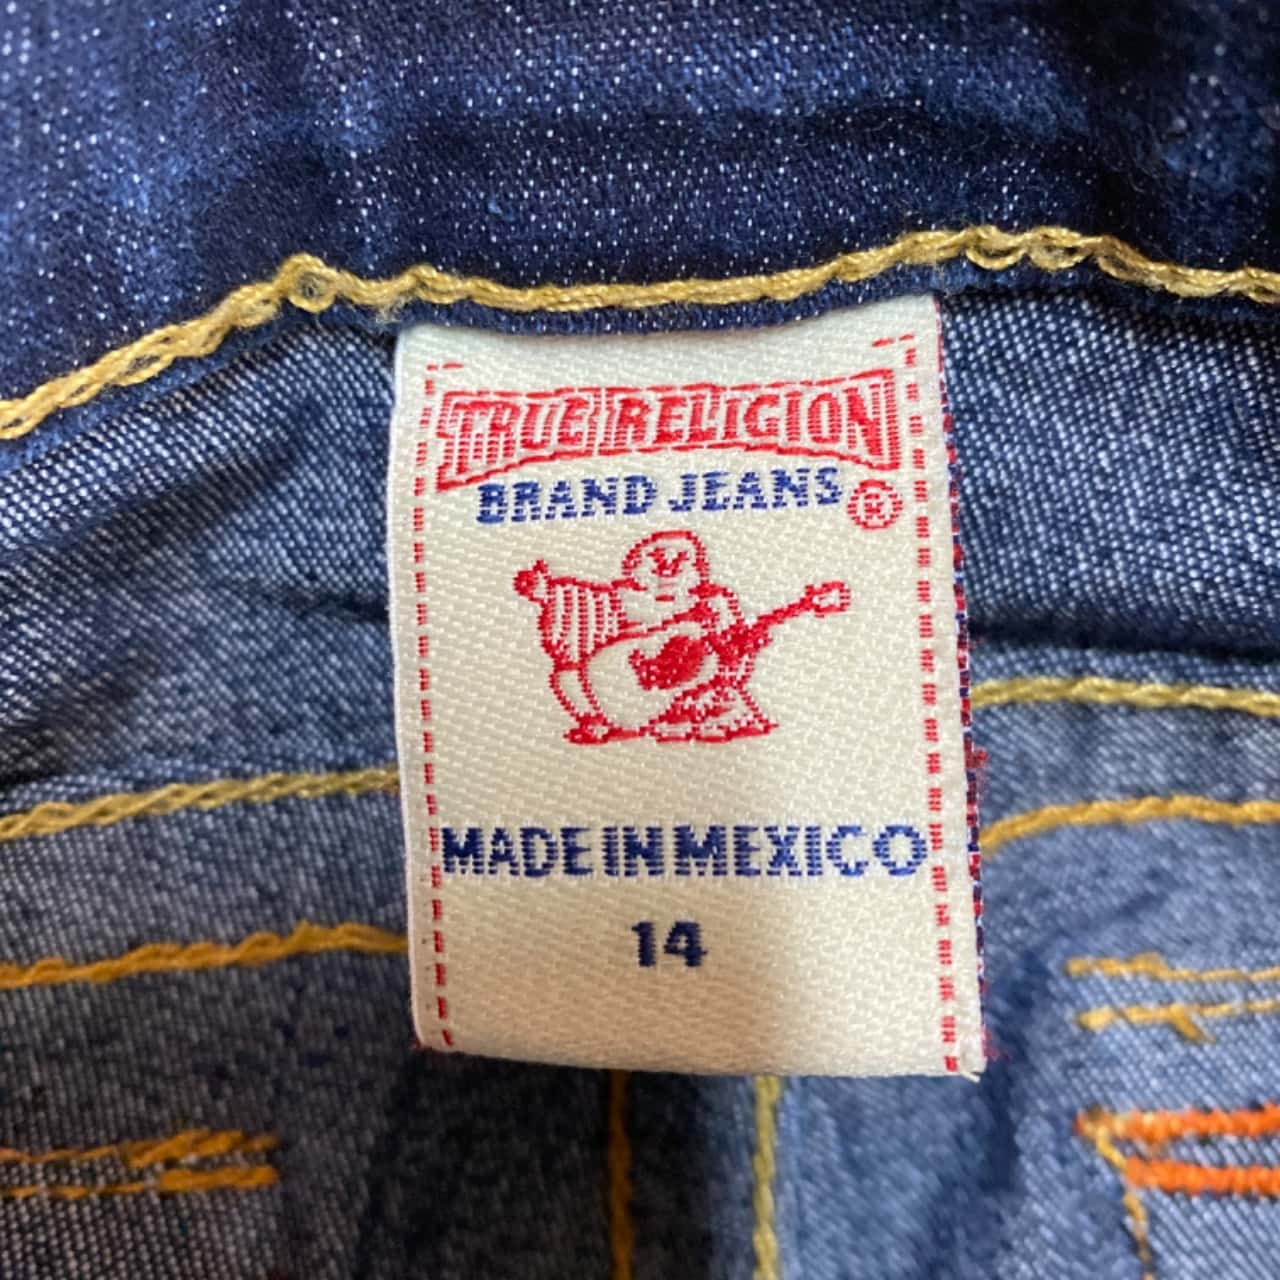 TRUE RELIGION
BRAND JEANS ®
MADE IN MEXICO
14